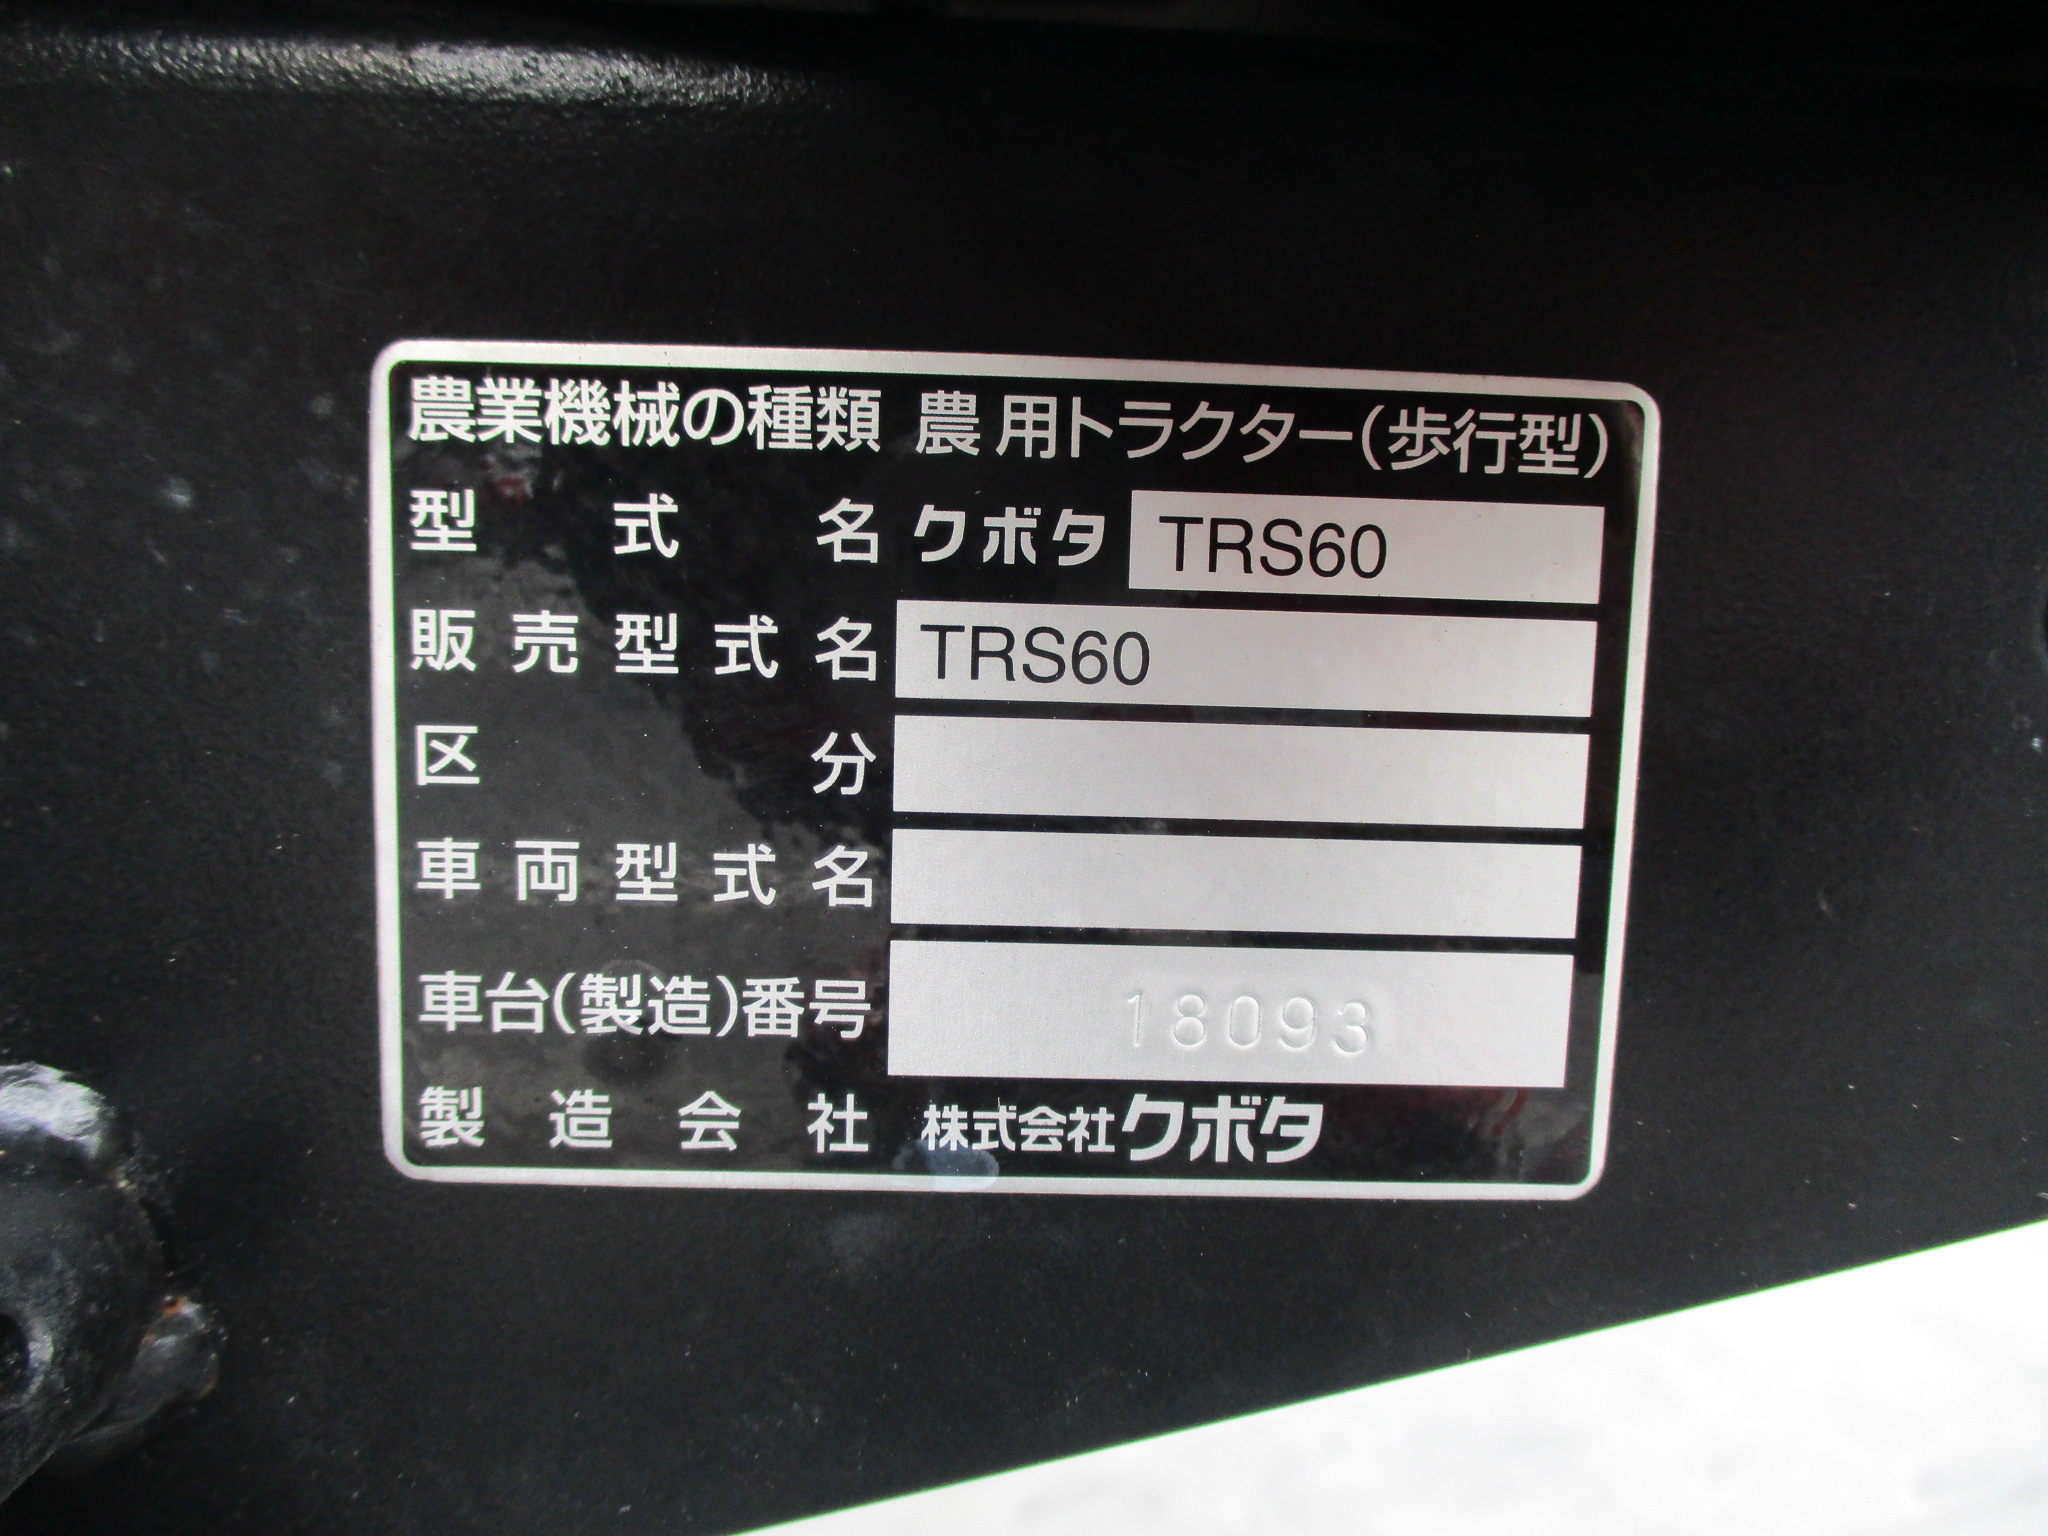 農業機械の種類 農用トラクター(歩行型)
型式名 クボタ TRS60
販売型式名 TRS60
区分
車両型式名
車台(製造)番号 18093
製造会社 株式会社クボタ